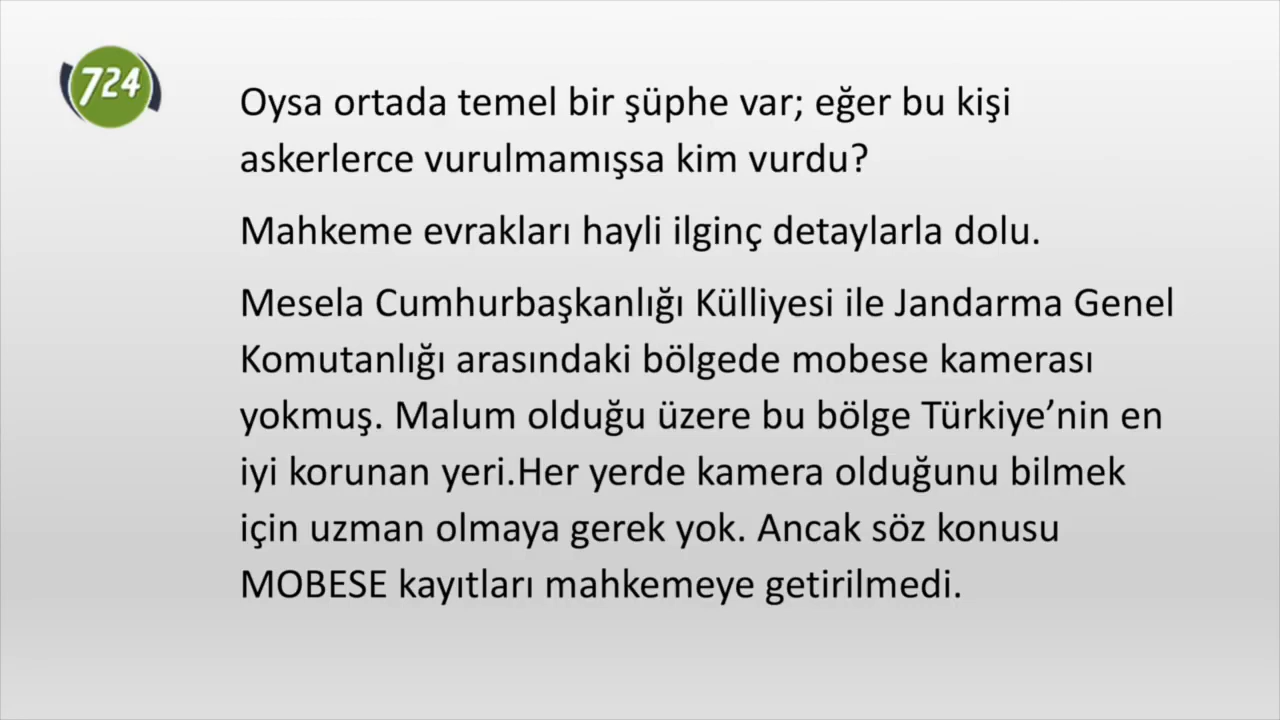 724
Oysa ortada temel bir şüphe var; eğer bu kişi
askerlerce vurulmamışsa kim vurdu?
Mahkeme evrakları hayli ilginç detaylarla dolu.
Mesela Cumhurbaşkanlığı Külliyesi ile Jandarma Genel
Komutanlığı arasındaki bölgede mobese kamerası
yokmuş. Malum olduğu üzere bu bölge Türkiye’nin en
iyi korunan yeri.Her yerde kamera olduğunu bilmek
için uzman olmaya gerek yok. Ancak söz konusu
MOBESE kayıtları mahkemeye getirilmedi.